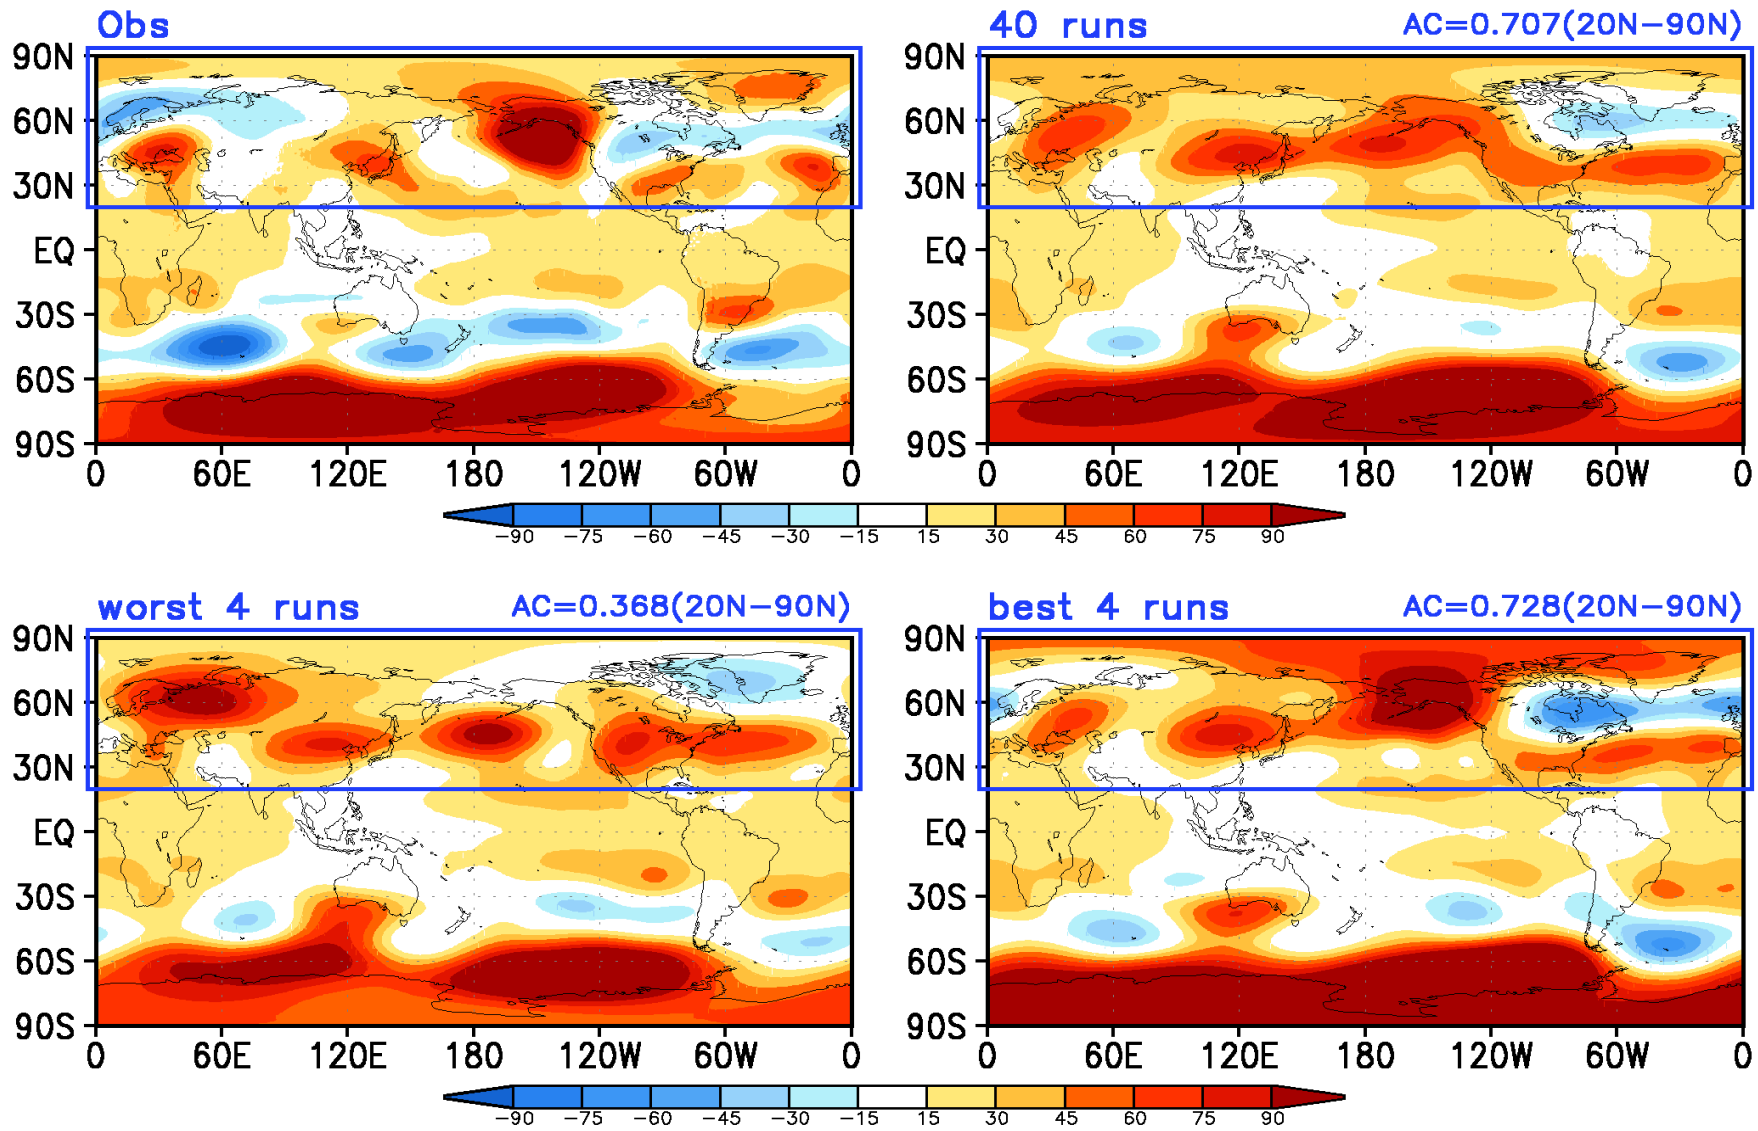 Obs
90N
60N
30N
EQ
30S
60S
90S
0 60E 120E 180 120W 60W 0
40 runs AC=0.707(20N−90N)
90N
60N
30N
EQ
30S
60S
90S
0 60E 120E 180 120W 60W 0
−90 −75 −60 −45 −30 −15 15 30 45 60 75 90
worst 4 runs AC=0.368(20N−90N)
90N
60N
30N
EQ
30S
60S
90S
0 60E 120E 180 120W 60W 0
best 4 runs AC=0.728(20N−90N)
90N
60N
30N
EQ
30S
60S
90S
0 60E 120E 180 120W 60W 0
−90 −75 −60 −45 −30 −15 15 30 45 60 75 90